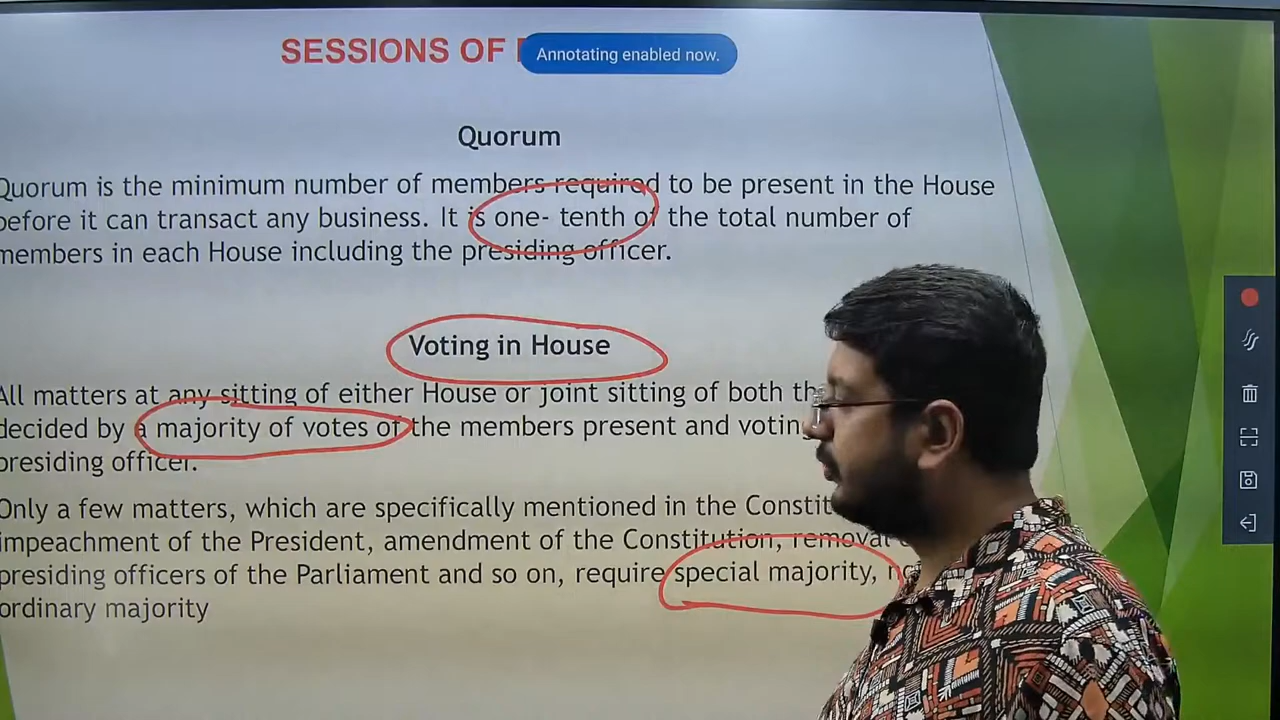 SESSIONS OF
Annotating enabled now.
Quorum
Quorum is the minimum number of members required to be present in the House
before it can transact any business. It is one- tenth of the total number of
members in each House including the presiding officer.
Voting in House
All matters at any sitting of either House or joint sitting of both
decided by a majority of votes of the members present and
presiding officer.
Only a few matters, which are specifically mentioned in the
impeachment of the President, amendment of the Constitution, removal
presiding officers of the Parliament and so on, require special majority,
ordinary majority